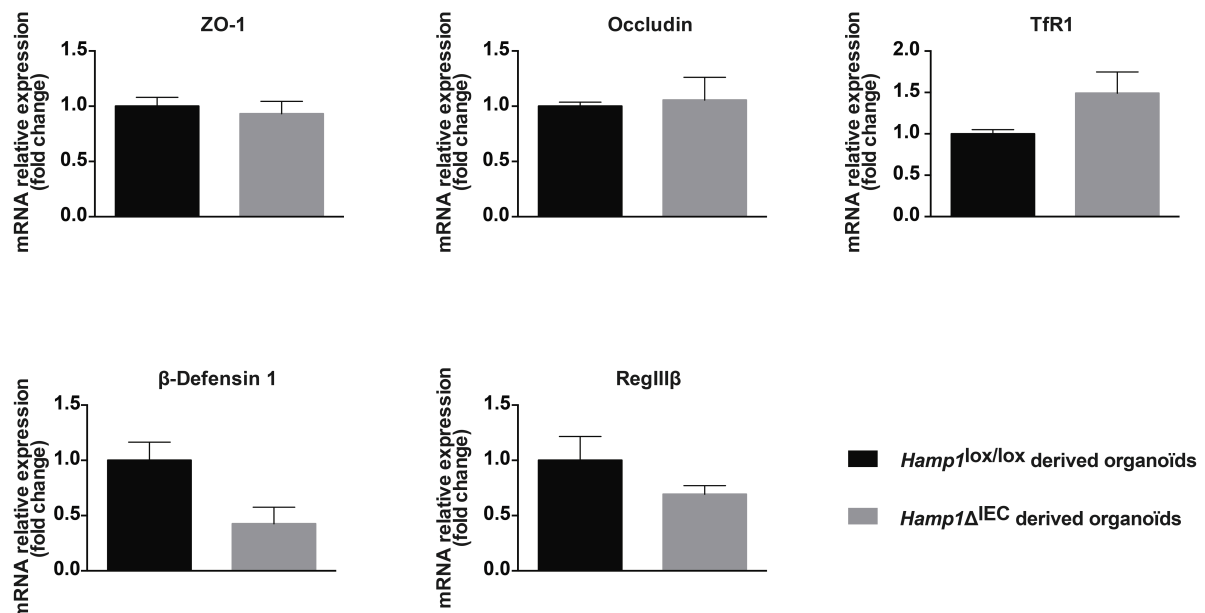 ZO-1
mRNA relative expression
(fold change)
1.5
1.0
0.5
0.0
Occludin
mRNA relative expression
(fold change)
1.5
1.0
0.5
0.0
TfR1
mRNA relative expression
(fold change)
2.0
1.5
1.0
0.5
0.0
β-Defensin 1
mRNA relative expression
(fold change)
1.5
1.0
0.5
0.0
RegIIIβ
mRNA relative expression
(fold change)
1.5
1.0
0.5
0.0
Hamp1lox/lox derived organoïds
Hamp1ΔIEC derived organoïds